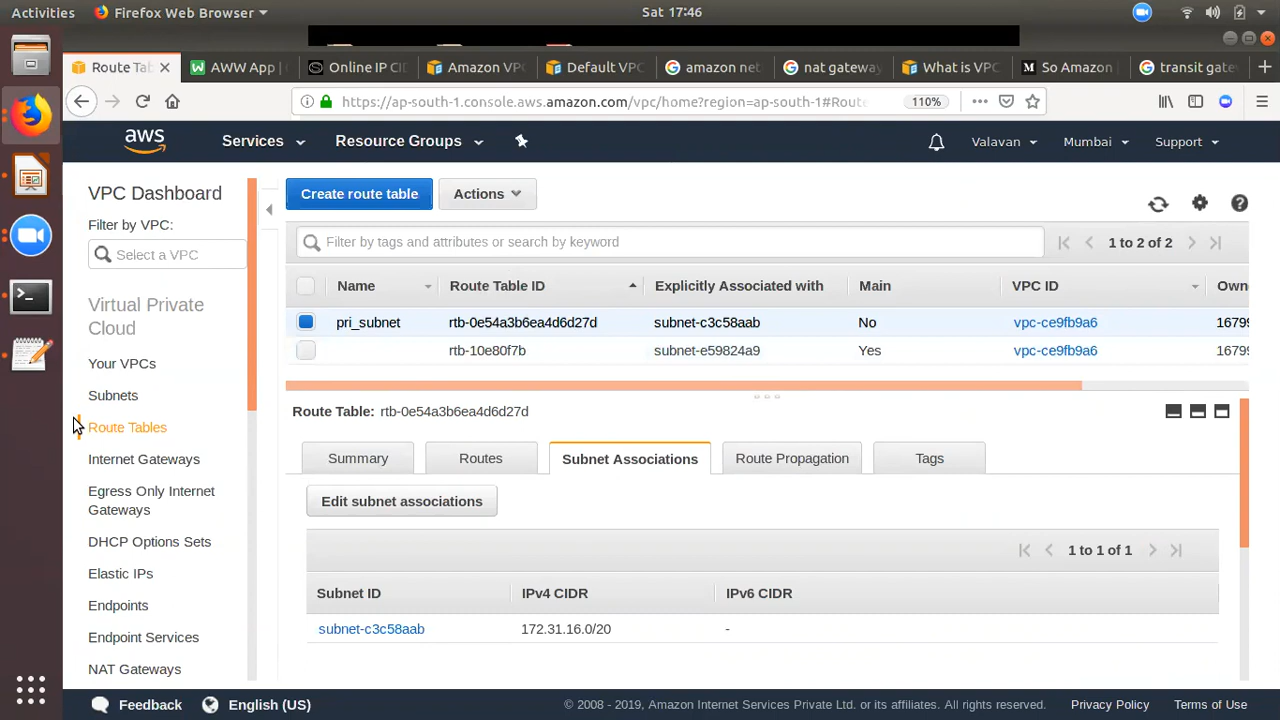 Activities Firefox Web Browser Sat 17:46
Route Tab AWW App | Online IP CI Amazon VP Default VPC amazon net nat gateway What is VPC So Amazon transit gate
https://ap-south-1.console.aws.amazon.com/vpc/home?region=ap-south-1#Rout 110%
aws Services Resource Groups Valavan Mumbai Support
VPC Dashboard
Filter by VPC:
Select a VPC
Virtual Private
Cloud
Your VPCs
Subnets
Route Tables
Internet Gateways
Egress Only Internet
Gateways
DHCP Options Sets
Elastic IPs
Endpoints
Endpoint Services
NAT Gateways
Create route table Actions
Filter by tags and attributes or search by keyword 1 to 2 of 2
Name Route Table ID Explicitly Associated with Main VPC ID Owne
pri_subnet rtb-0e54a3b6ea4d6d27d subnet-c3c58aab No vpc-ce9fb9a6 16799
rtb-10e80f7b subnet-e59824a9 Yes vpc-ce9fb9a6 16799
Route Table: rtb-0e54a3b6ea4d6d27d
Summary Routes Subnet Associations Route Propagation Tags
Edit subnet associations
1 to 1 of 1
Subnet ID IPv4 CIDR IPv6 CIDR
subnet-c3c58aab 172.31.16.0/20 -
Feedback English (US) © 2008 - 2019, Amazon Internet Services Private Ltd. or its affiliates. All rights reserved. Privacy Policy Terms of Use